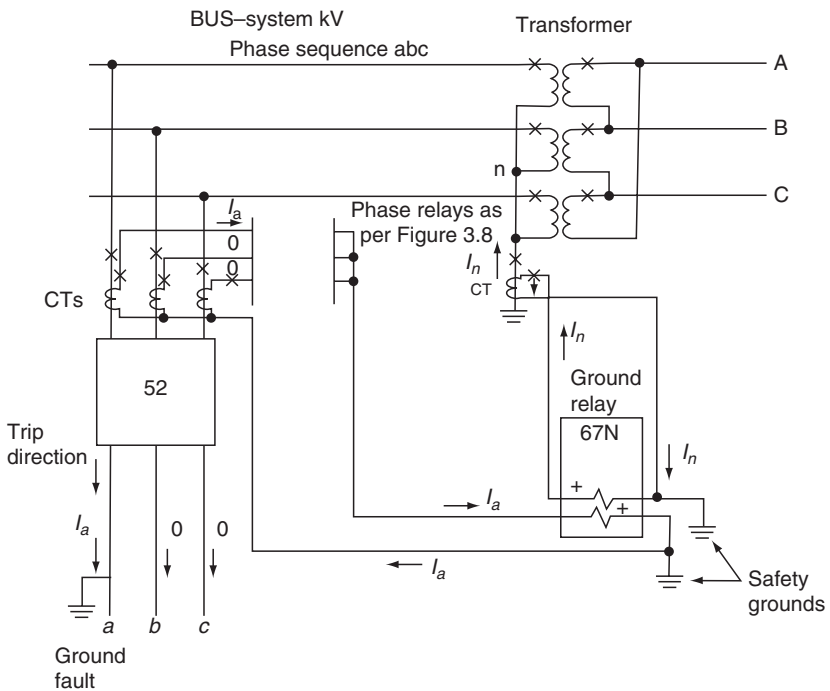 BUS–system kV
Transformer
Phase sequence abc
A
B
n
C
Ia
Phase relays as
per Figure 3.8
0
0
In
CT
CTs
In
Ground
relay
52
67N
Trip
direction
In
+
Ia
+
Ia
0
0
Ia
Safety
grounds
a
b
c
Ground
fault